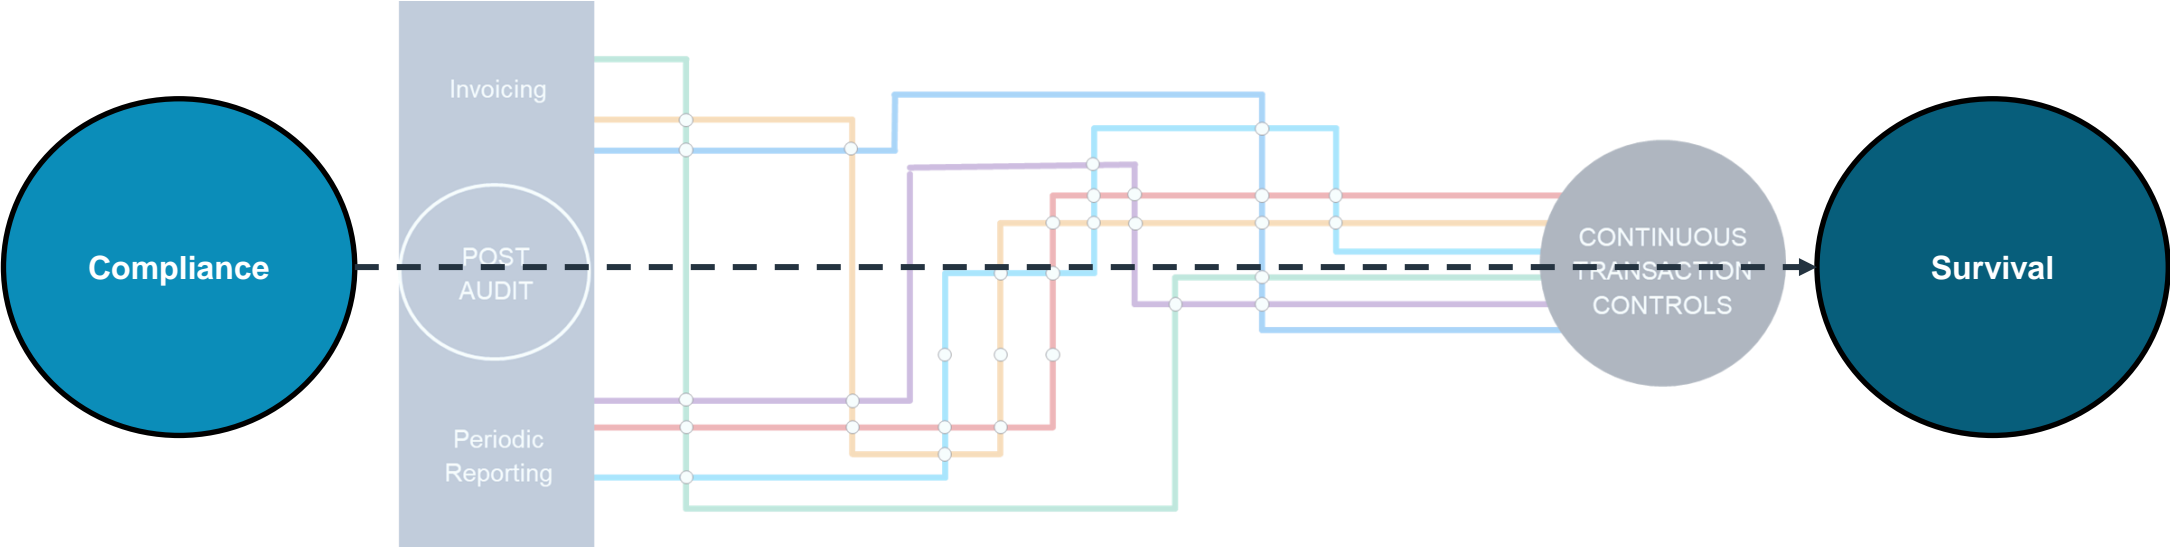 Compliance
Invoicing
POST
AUDIT
Periodic
Reporting
CONTINUOUS
TRANSACTION
CONTROLS
Survival